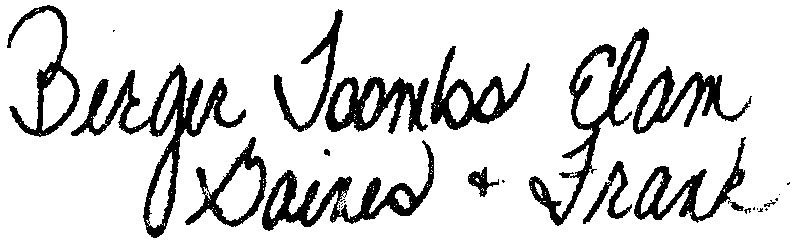 Berger Toombs Elam
Gaines + Frank